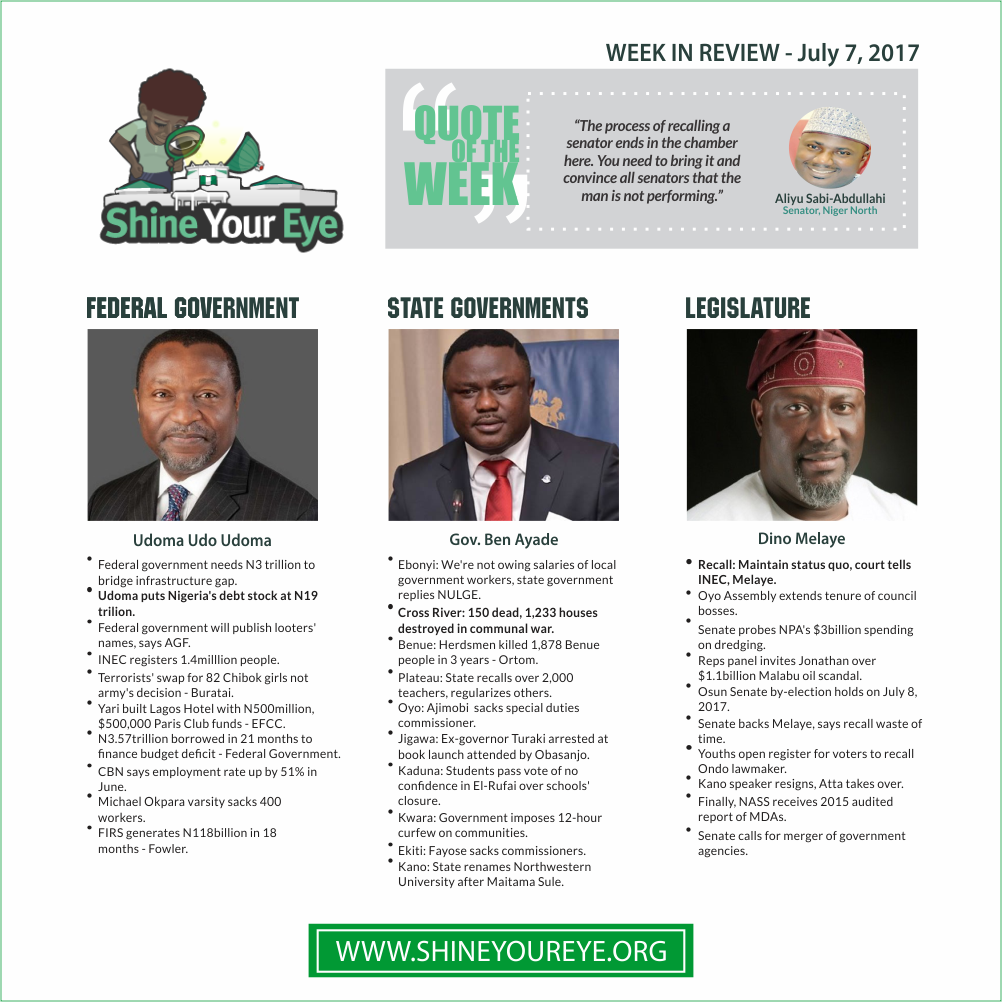 WEEK IN REVIEW - July 7, 2017
Shine Your Eye
QUOTE
OF THE
WEEK
“The process of recalling a
senator ends in the chamber
here. You need to bring it and
convince all senators that the
man is not performing.”
Aliyu Sabi-Abdullahi
Senator, Niger North
FEDERAL GOVERNMENT
Udoma Udo Udoma
• Federal government needs N3 trillion to
bridge infrastructure gap.
• Udoma puts Nigeria's debt stock at N19
trilion.
• Federal government will publish looters'
names, says AGF.
• INEC registers 1.4milllion people.
• Terrorists' swap for 82 Chibok girls not
army's decision - Buratai.
• Yari built Lagos Hotel with N500million,
$500,000 Paris Club funds - EFCC.
• N3.57trillion borrowed in 21 months to
finance budget deficit - Federal Government.
• CBN says employment rate up by 51% in
June.
• Michael Okpara varsity sacks 400
workers.
• FIRS generates N118billion in 18
months - Fowler.
STATE GOVERNMENTS
Gov. Ben Ayade
• Ebonyi: We're not owing salaries of local
government workers, state government
replies NULGE.
• Cross River: 150 dead, 1,233 houses
destroyed in communal war.
• Benue: Herdsmen killed 1,878 Benue
people in 3 years - Ortom.
• Plateau: State recalls over 2,000
teachers, regularizes others.
• Oyo: Ajimobi sacks special duties
commissioner.
• Jigawa: Ex-governor Turaki arrested at
book launch attended by Obasanjo.
• Kaduna: Students pass vote of no
confidence in El-Rufai over schools'
closure.
• Kwara: Government imposes 12-hour
curfew on communities.
• Ekiti: Fayose sacks commissioners.
• Kano: State renames Northwestern
University after Maitama Sule.
LEGISLATURE
Dino Melaye
• Recall: Maintain status quo, court tells
INEC, Melaye.
• Oyo Assembly extends tenure of council
bosses.
• Senate probes NPA's $3billion spending
on dredging.
• Reps panel invites Jonathan over
$1.1billion Malabu oil scandal.
• Osun Senate by-election holds on July 8,
2017.
• Senate backs Melaye, says recall waste of
time.
• Youths open register for voters to recall
Ondo lawmaker.
• Kano speaker resigns, Atta takes over.
• Finally, NASS receives 2015 audited
report of MDAs.
• Senate calls for merger of government
agencies.
WWW.SHINEYOUREYE.ORG